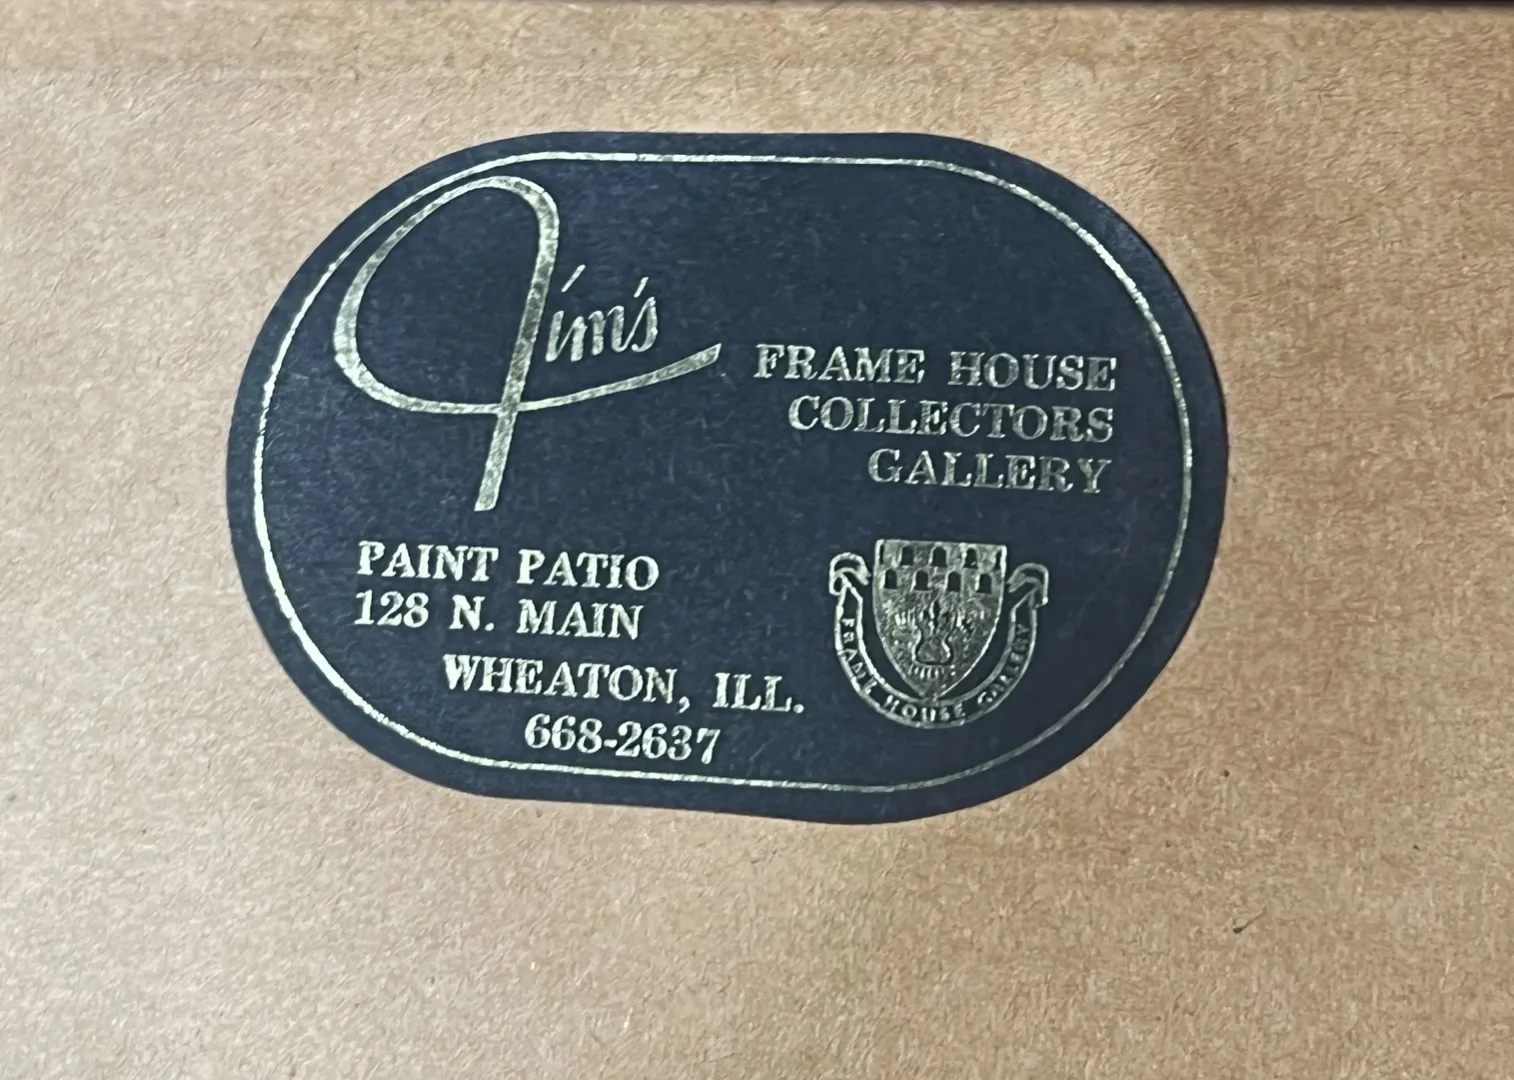 Jim's
FRAME HOUSE
COLLECTORS
GALLERY
PAINT PATIO
128 N. MAIN
WHEATON, ILL.
668-2637
FRAME HOUSE GALLERY